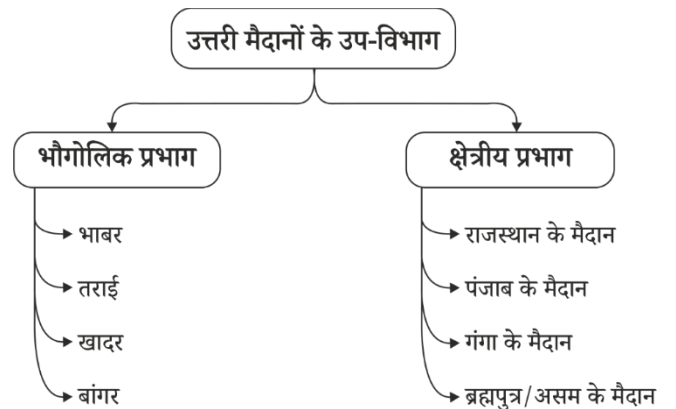 उत्तरी मैदानों के उप-विभाग
भौगोलिक प्रभाग
भाबर
तराई
खादर
बांगर
क्षेत्रीय प्रभाग
राजस्थान के मैदान
पंजाब के मैदान
गंगा के मैदान
ब्रह्मपुत्र/असम के मैदान